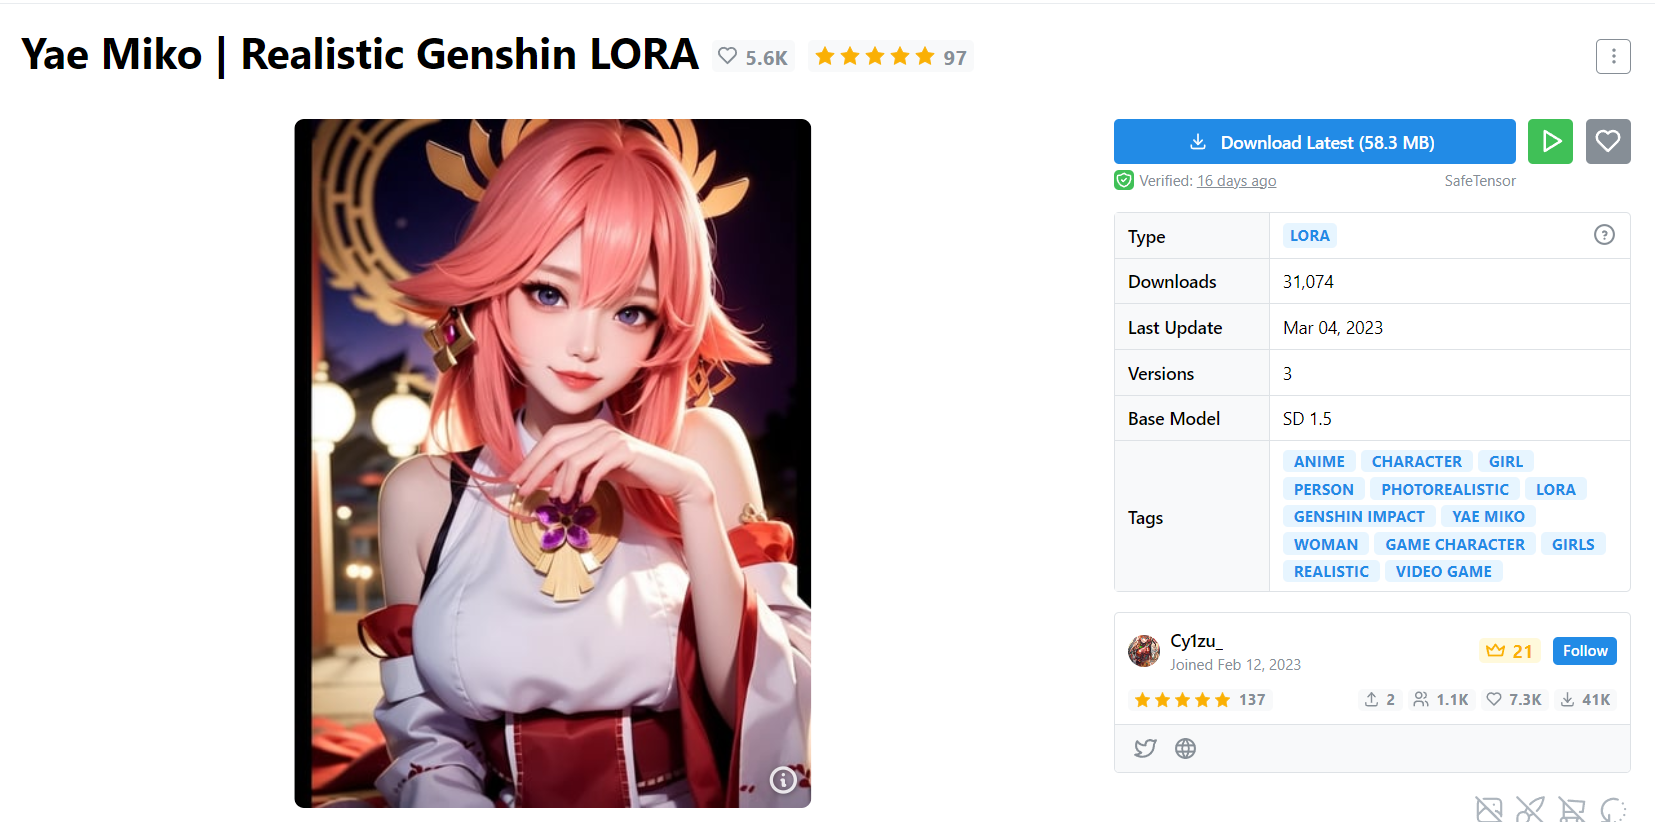 Yae Miko | Realistic Genshin LORA 5.6K 97
Download Latest (58.3 MB)
Verified: 16 days ago SafeTensor
Type LORA
Downloads 31,074
Last Update Mar 04, 2023
Versions 3
Base Model SD 1.5
Tags
ANIME CHARACTER GIRL
PERSON PHOTOREALISTIC LORA
GENSHIN IMPACT YAE MIKO
WOMAN GAME CHARACTER GIRLS
REALISTIC VIDEO GAME
Cy1zu_
Joined Feb 12, 2023
21 Follow
137 2 1.1K 7.3K 41K